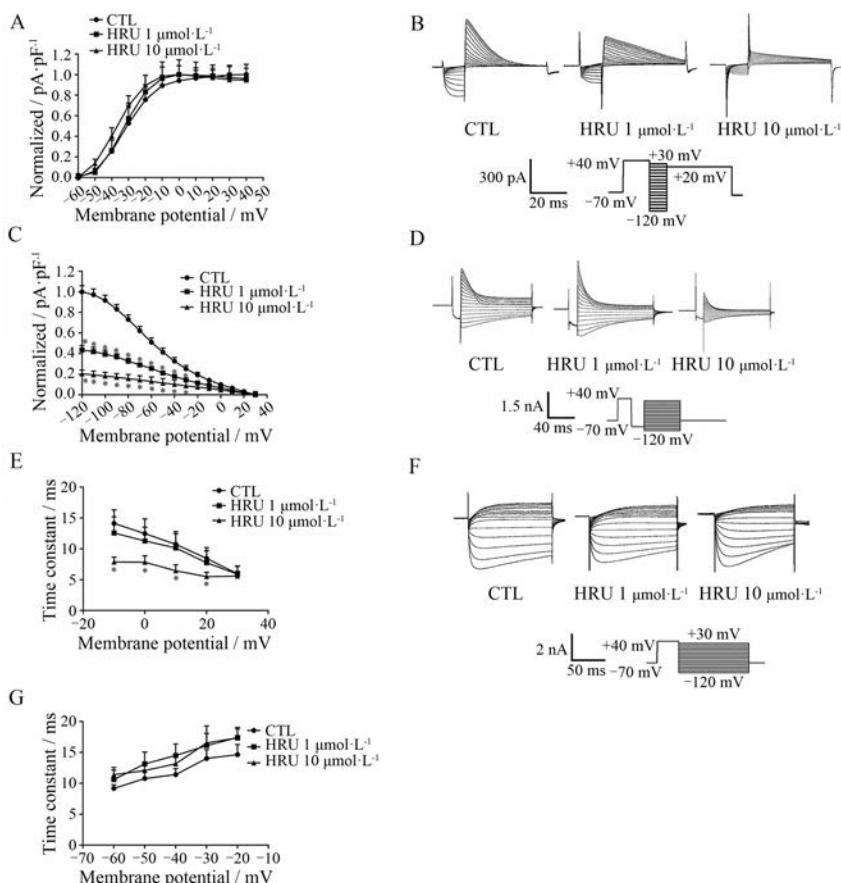 A
CTL
HRU 1 μmol·L⁻¹
HRU 10 μmol·L⁻¹
Normalized / pA·pF⁻¹
1.4
1.2
1.0
0.8
0.6
0.4
0.2
0.0
−60 −50 −40 −30 −20 −10 0 10 20 30 40 50
Membrane potential / mV
B
CTL
HRU 1 μmol·L⁻¹
HRU 10 μmol·L⁻¹
300 pA
20 ms
+40 mV
+30 mV
+20 mV
−70 mV
−120 mV
C
CTL
HRU 1 μmol·L⁻¹
HRU 10 μmol·L⁻¹
Normalized / pA·pF⁻¹
1.2
1.0
0.8
0.6
0.4
0.2
0.0
−120 −100 −80 −60 −40 −20 0 20 40
Membrane potential / mV
D
CTL
HRU 1 μmol·L⁻¹
HRU 10 μmol·L⁻¹
1.5 nA
40 ms
+40 mV
−70 mV
−120 mV
E
CTL
HRU 1 μmol·L⁻¹
HRU 10 μmol·L⁻¹
Time constant / ms
20
15
10
5
0
−20 0 20 40
Membrane potential / mV
F
CTL
HRU 1 μmol·L⁻¹
HRU 10 μmol·L⁻¹
2 nA
50 ms
+40 mV
+30 mV
−70 mV
−120 mV
G
CTL
HRU 1 μmol·L⁻¹
HRU 10 μmol·L⁻¹
Time constant / ms
20
15
10
5
0
−70 −60 −50 −40 −30 −20 −10
Membrane potential / mV